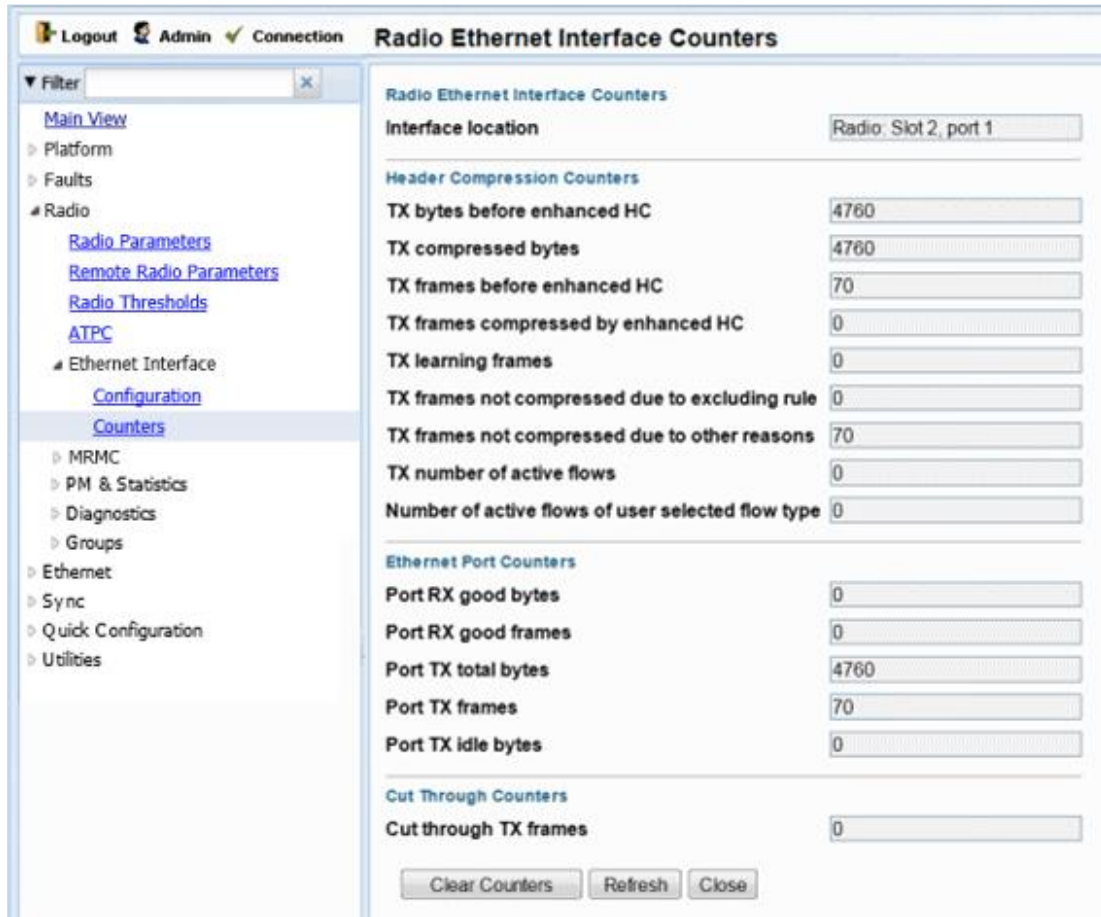 Logout Admin Connection Radio Ethernet Interface Counters
Filter
Main View
Platform
Faults
Radio
Radio Parameters
Remote Radio Parameters
Radio Thresholds
ATPC
Ethernet Interface
Configuration
Counters
MRMC
PM & Statistics
Diagnostics
Groups
Ethernet
Sync
Quick Configuration
Utilities
Radio Ethernet Interface Counters
Interface location Radio: Slot 2, port 1
Header Compression Counters
TX bytes before enhanced HC 4760
TX compressed bytes 4760
TX frames before enhanced HC 70
TX frames compressed by enhanced HC 0
TX learning frames 0
TX frames not compressed due to excluding rule 0
TX frames not compressed due to other reasons 70
TX number of active flows 0
Number of active flows of user selected flow type 0
Ethernet Port Counters
Port RX good bytes 0
Port RX good frames 0
Port TX total bytes 4760
Port TX frames 70
Port TX idle bytes 0
Cut Through Counters
Cut through TX frames 0
Clear Counters Refresh Close